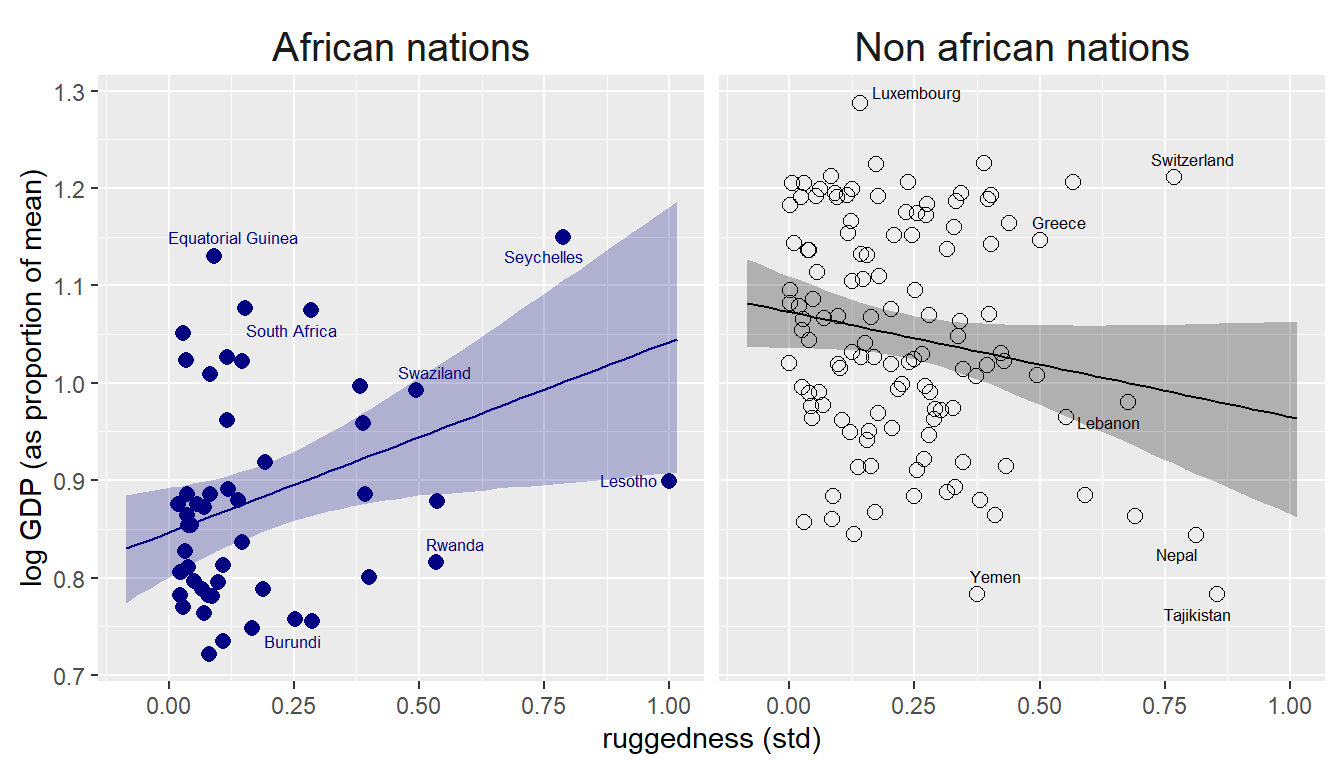 African nations
Non african nations
log GDP (as proportion of mean)
1.3
1.2
1.1
1.0
0.9
0.8
0.7
Equatorial Guinea
Seychelles
South Africa
Swaziland
Lesotho
Rwanda
Burundi
Luxembourg
Switzerland
Greece
Lebanon
Nepal
Yemen
Tajikistan
0.00 0.25 0.50 0.75 1.00
0.00 0.25 0.50 0.75 1.00
ruggedness (std)